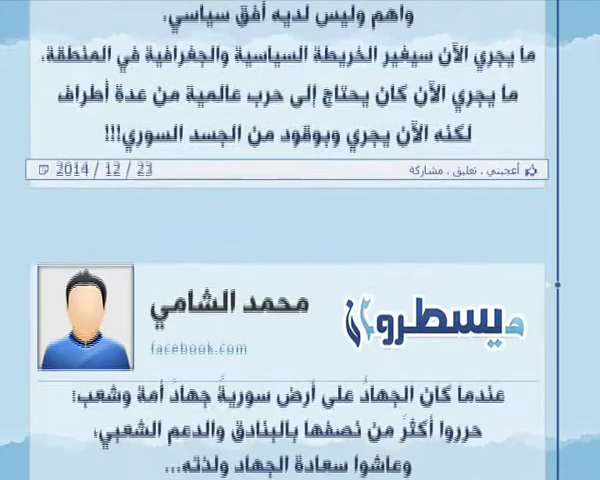 واهم وليس لديه أفق سياسي،
ما يجري الآن سيغير الخريطة السياسية والجغرافية في المنطقة،
ما يجري الآن كان يحتاج إلى حرب عالمية من عدة أطراف
لكنه الآن يجري وبوقود من الجسد السوري!!!
أعجبني ، تعليق ، مشاركة
2014 / 12 / 23
يسطرون
محمد الشامي
facebook.com
عندما كان الجهادُ على أرض سوريةَ جهادَ أمة وشعب؛
حرروا أكثرَ من نصفها بالبنادق والدعم الشعبي،
وعاشوا سعادة الجهاد ولذته...